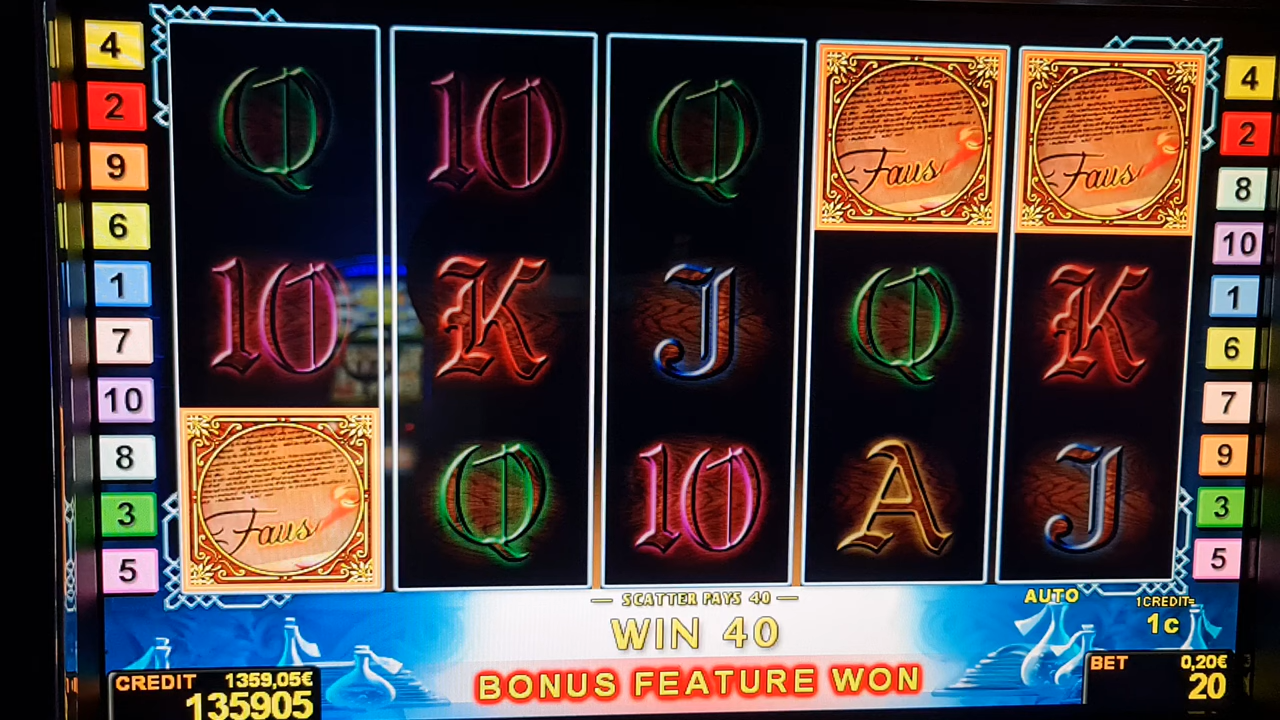 4
2
9
6
1
7
10
8
3
5
Q 10 Q Faus Faus
10 K J Q K
Faus Q 10 A J
4
2
8
10
1
6
7
9
3
5
SCATTER PAYS 40
WIN 40
BONUS FEATURE WON
AUTO
1CREDIT=
1c
CREDIT 1359,05€
135905
BET 0,20€
20